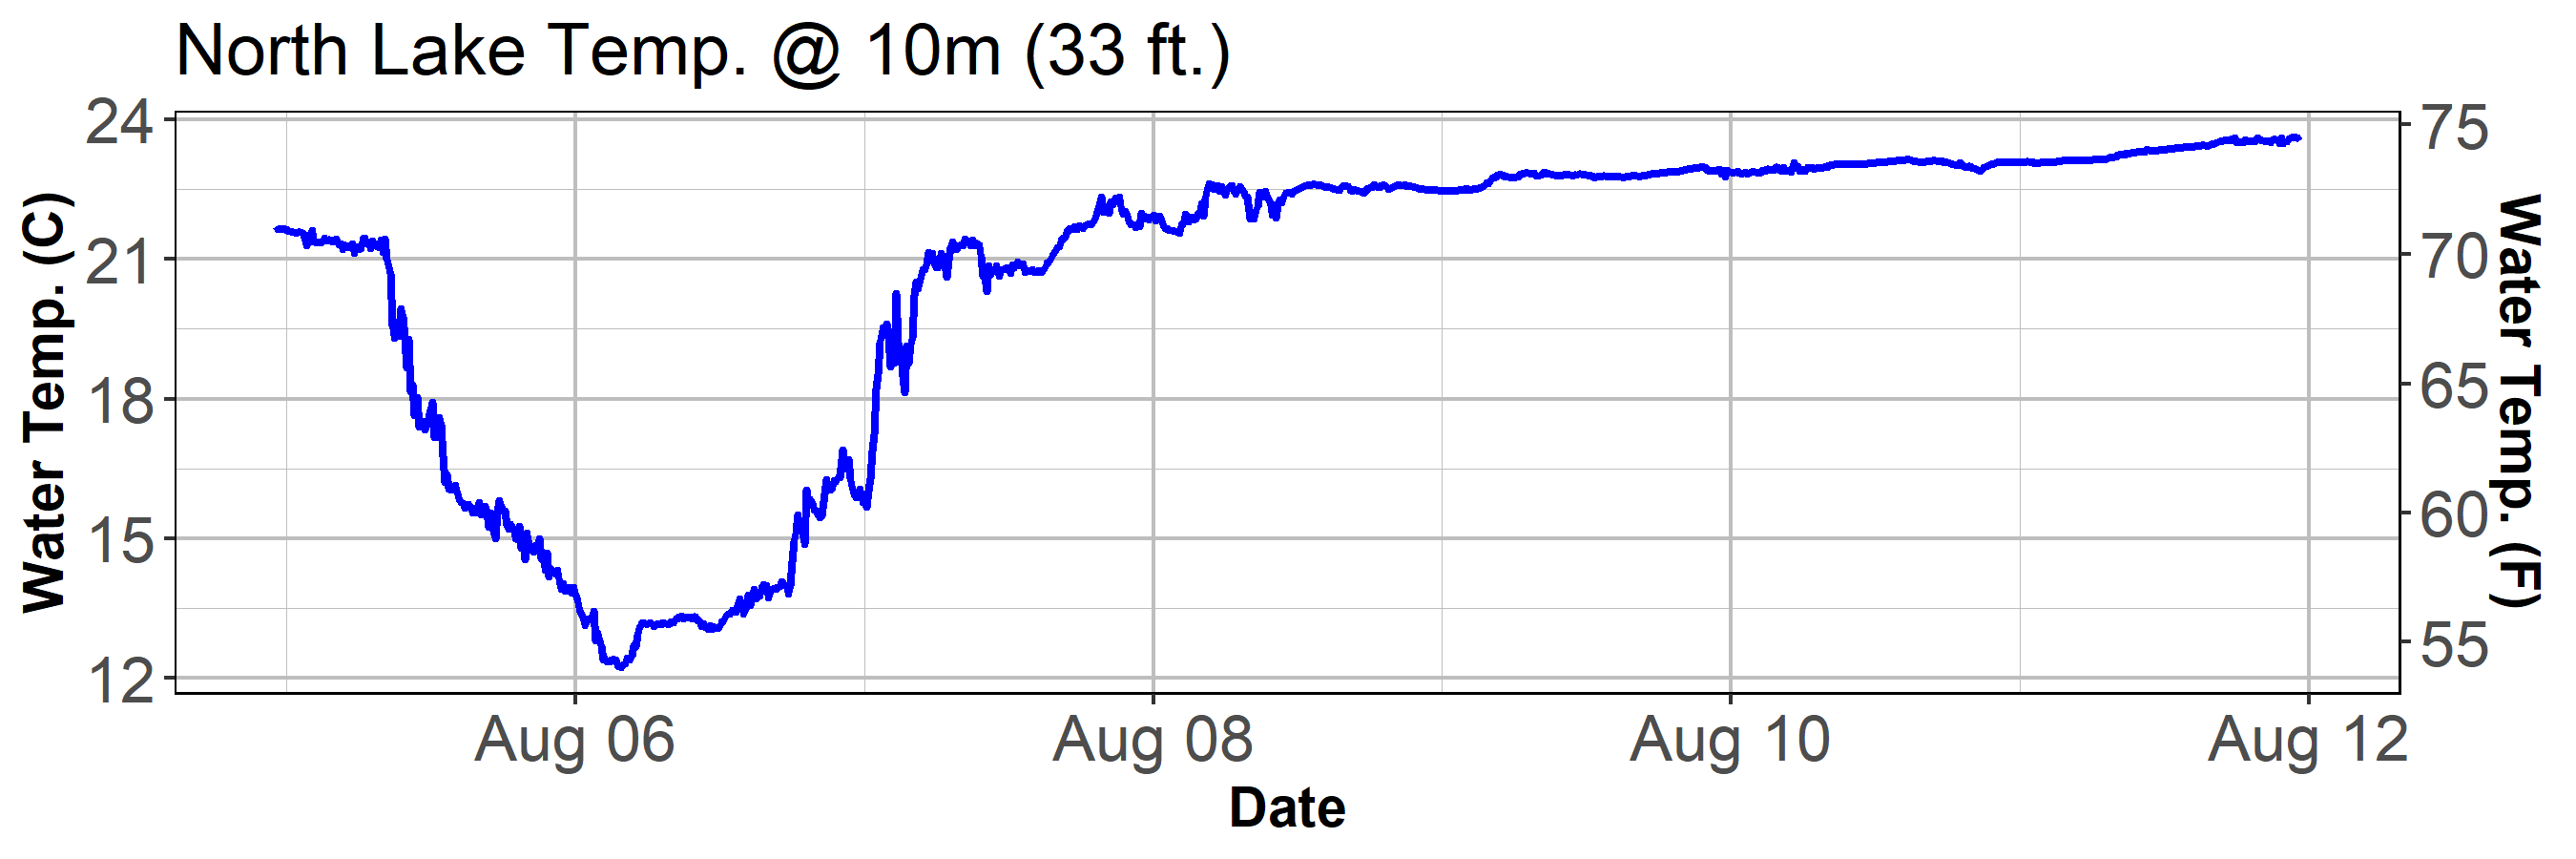 North Lake Temp. @ 10m (33 ft.)
Water Temp. (C)
24
21
18
15
12
75
70
65
60
55
Water Temp. (F)
Aug 06 Aug 08 Aug 10 Aug 12
Date